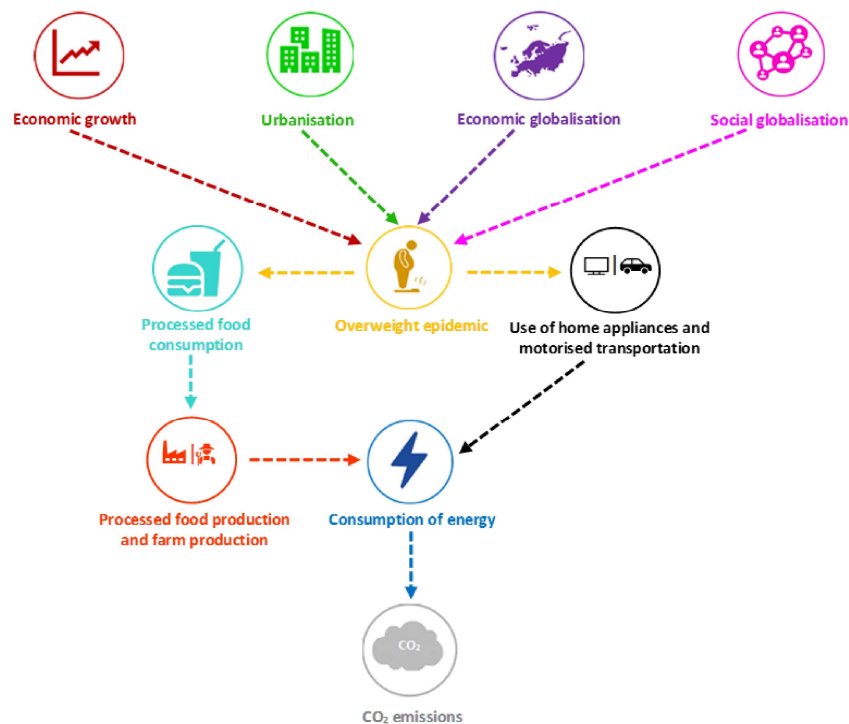 Economic growth
Urbanisation
Economic globalisation
Social globalisation
Processed food
consumption
Overweight epidemic
Use of home appliances and
motorised transportation
Processed food production
and farm production
Consumption of energy
CO₂
CO₂ emissions